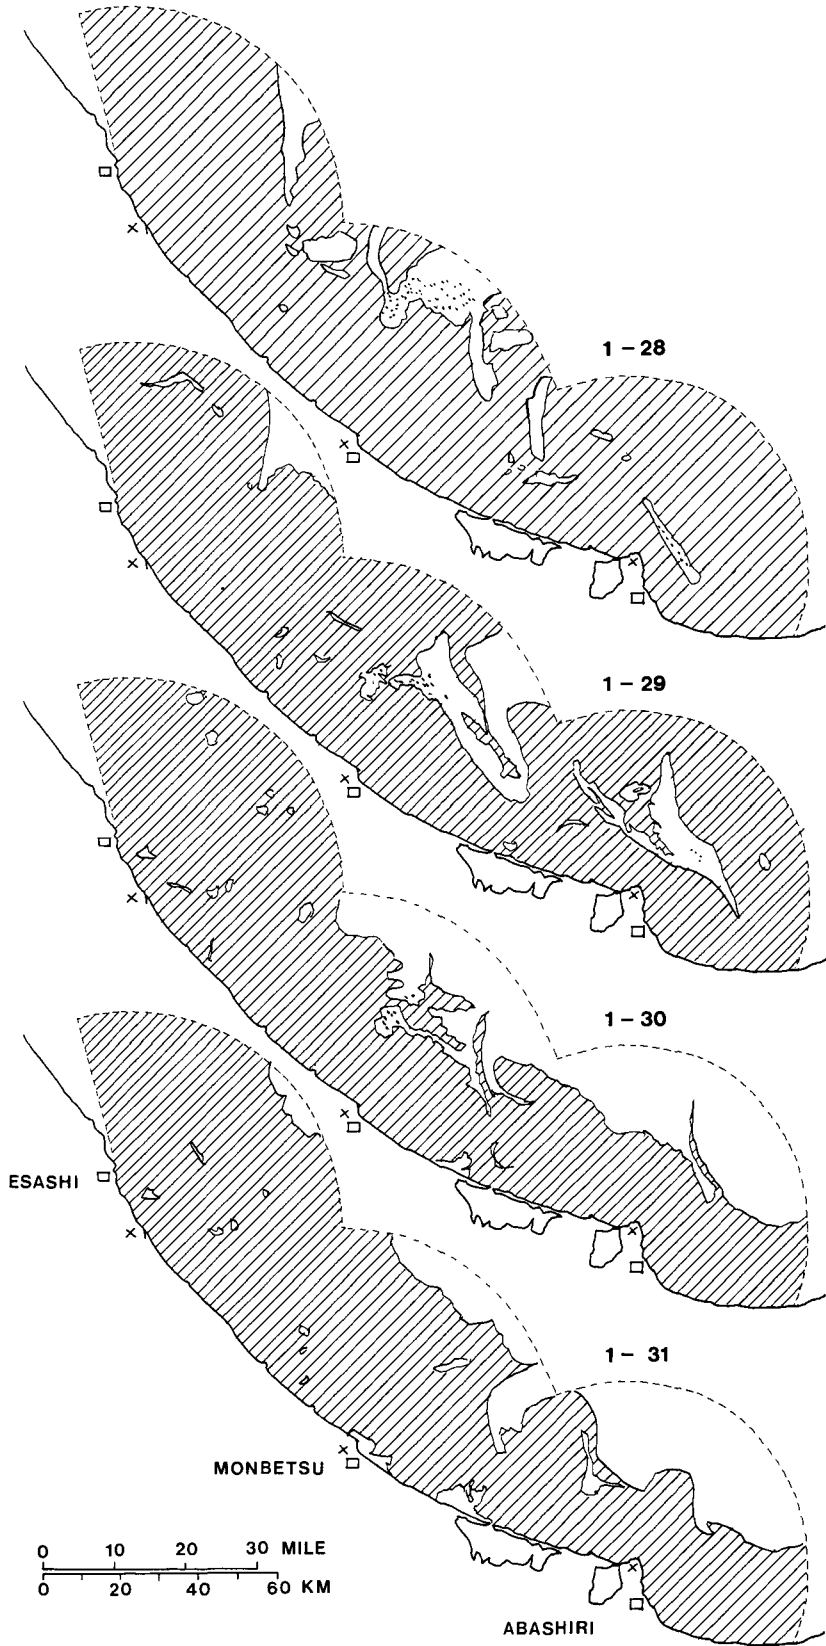 1 – 28
1 – 29
1 – 30
ESASHI
1 – 31
MONBETSU
0 10 20 30 MILE
0 20 40 60 KM
ABASHIRI